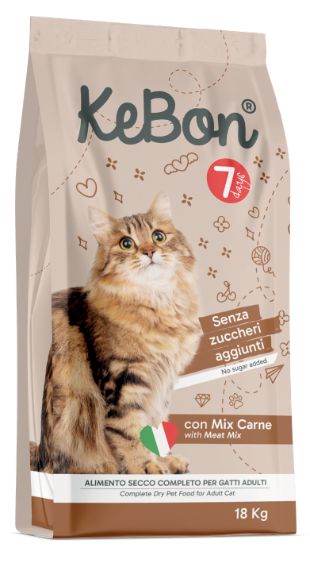 KeBon®
7
days
Senza
zuccheri
aggiunti
No sugar added
con Mix Carne
with Meat Mix
ALIMENTO SECCO COMPLETO PER GATTI ADULTI
Complete Dry Pet Food for Adult Cat
18 Kg